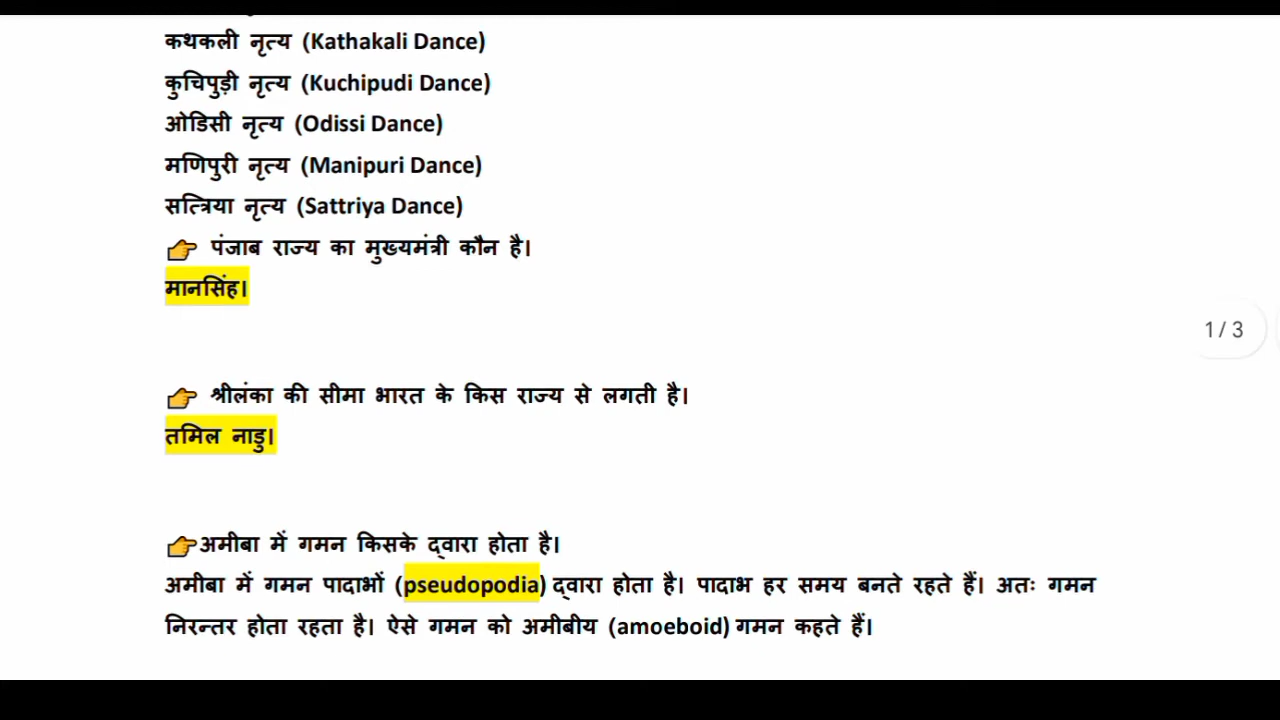 कथकली नृत्य (Kathakali Dance)
कुचिपुड़ी नृत्य (Kuchipudi Dance)
ओडिसी नृत्य (Odissi Dance)
मणिपुरी नृत्य (Manipuri Dance)
सत्त्रिया नृत्य (Sattriya Dance)
👉 पंजाब राज्य का मुख्यमंत्री कौन है।
मानसिंह।
1 / 3
👉 श्रीलंका की सीमा भारत के किस राज्य से लगती है।
तमिल नाडु।
👉अमीबा में गमन किसके द्वारा होता है।
अमीबा में गमन पादाभों (pseudopodia) द्वारा होता है। पादाभ हर समय बनते रहते हैं। अतः गमन
निरन्तर होता रहता है। ऐसे गमन को अमीबीय (amoeboid) गमन कहते हैं।